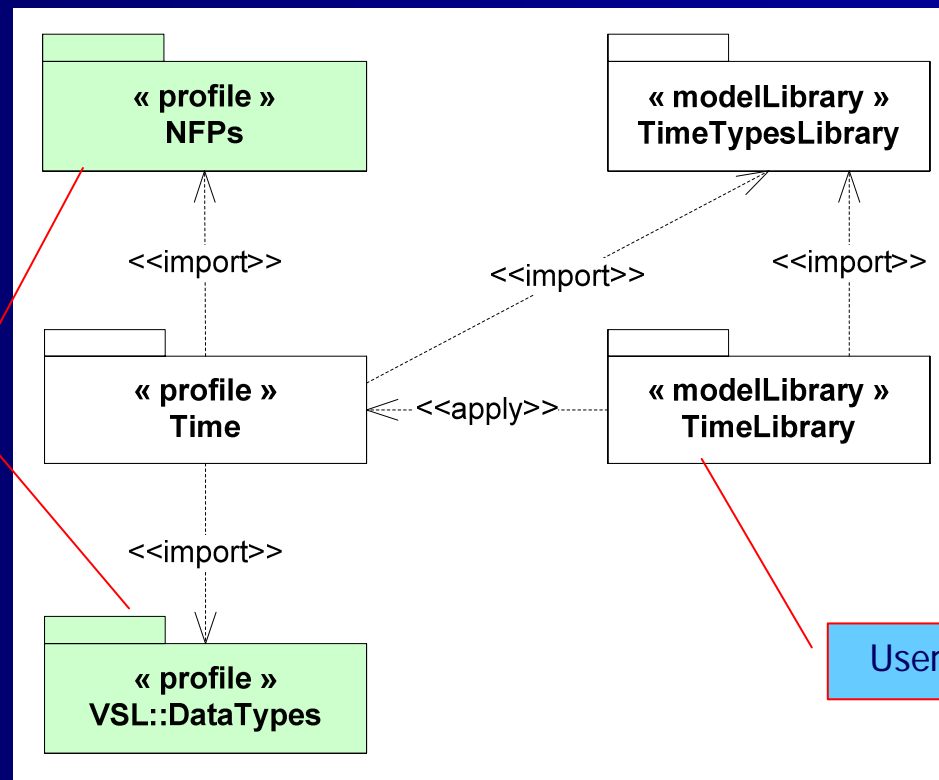 « profile »
NFPs
« modelLibrary »
TimeTypesLibrary
<<import>>
<<import>>
<<import>>
« profile »
Time
<<apply>>
« modelLibrary »
TimeLibrary
<<import>>
« profile »
VSL::DataTypes
User